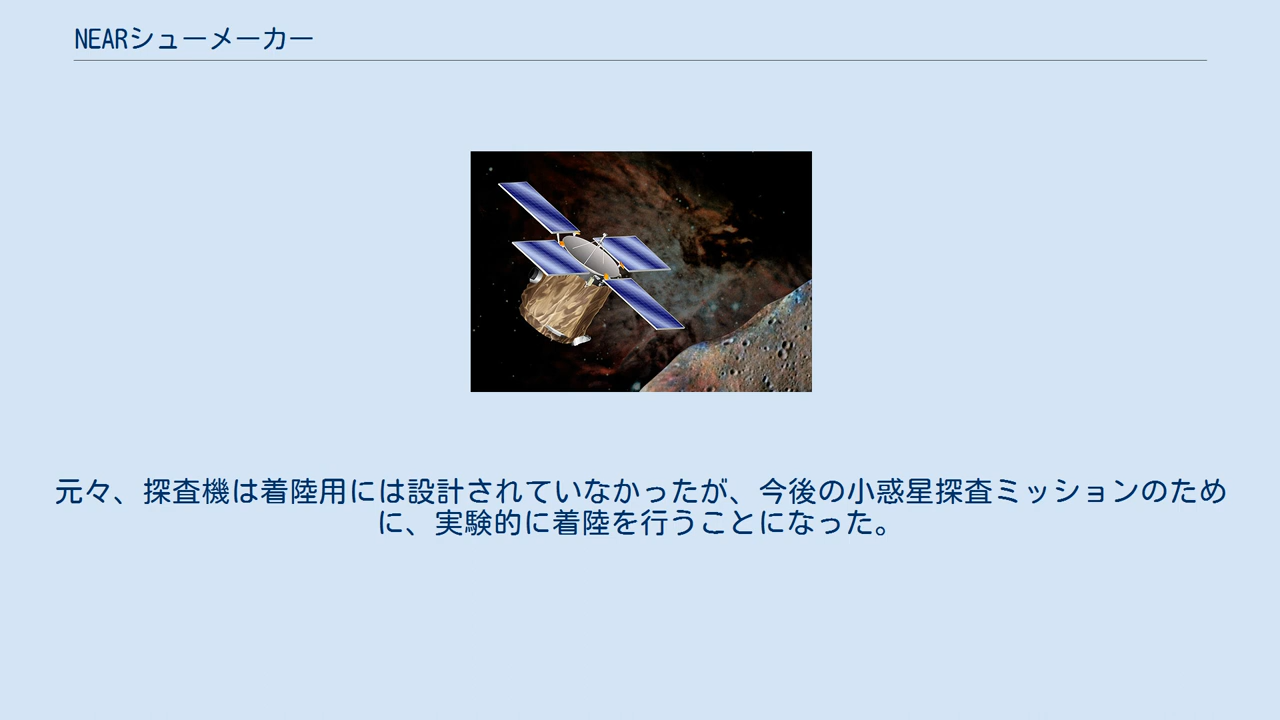 NEARシューメーカー
元々、探査機は着陸用には設計されていなかったが、今後の小惑星探査ミッションのため
に、実験的に着陸を行うことになった。